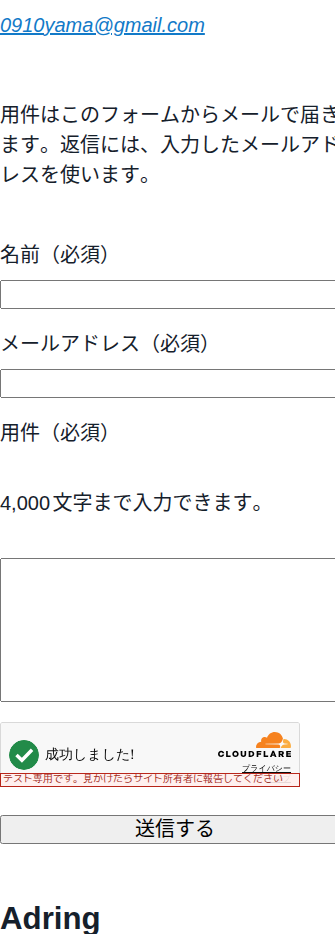 0910yama@gmail.com
用件はこのフォームからメールで届き
ます。返信には、入力したメールアド
レスを使います。
名前（必須）
メールアドレス（必須）
用件（必須）
4,000文字まで入力できます。
成功しました!
CLOUDFLARE
プライバシー
テスト専用です。見かけたらサイト所有者に報告してください
送信する
Adring